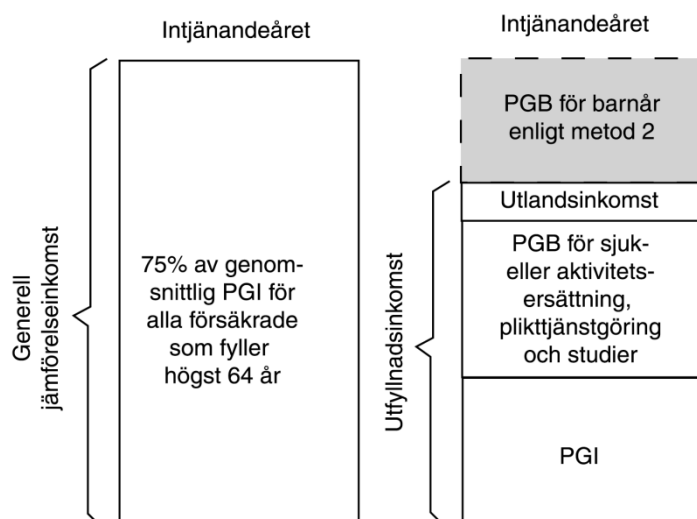 Intjänandeåret
Generell
jämförelseinkomst
75% av genom-
snittlig PGI för
alla försäkrade
som fyller
högst 64 år
Intjänandeåret
PGB för barnår
enligt metod 2
Utfyllnadsinkomst
Utlandsinkomst
PGB för sjuk-
eller aktivitets-
ersättning,
plikttjänstgöring
och studier
PGI